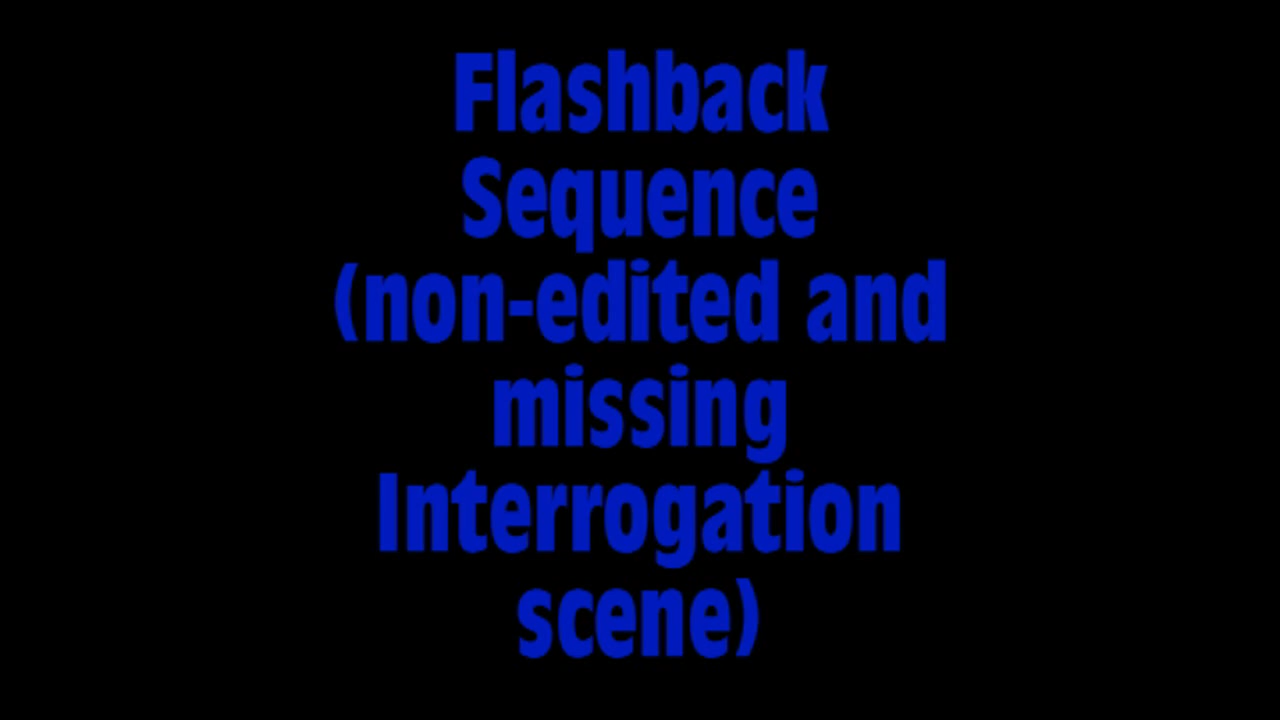 Flashback
Sequence
(non-edited and
missing
Interrogation
scene)